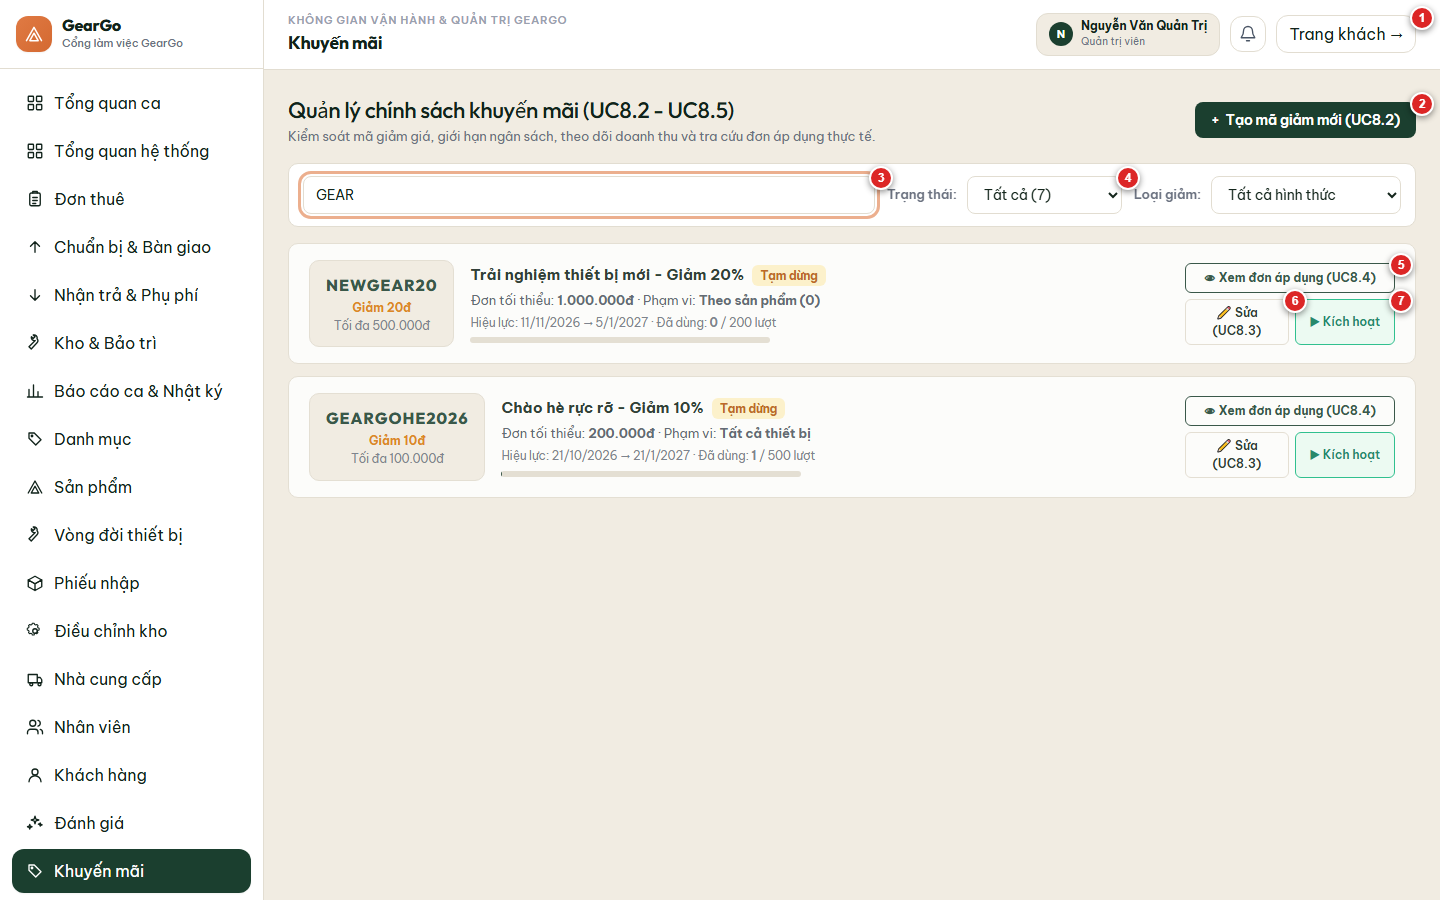 GearGo
Cổng làm việc GearGo
Tổng quan ca
Tổng quan hệ thống
Đơn thuê
Chuẩn bị & Bàn giao
Nhận trả & Phụ phí
Kho & Bảo trì
Báo cáo ca & Nhật ký
Danh mục
Sản phẩm
Vòng đời thiết bị
Phiếu nhập
Điều chỉnh kho
Nhà cung cấp
Nhân viên
Khách hàng
Đánh giá
Khuyến mãi
KHÔNG GIAN VẬN HÀNH & QUẢN TRỊ GEARGO
Khuyến mãi
N
Nguyễn Văn Quản Trị
Quản trị viên
Trang khách →
1
Quản lý chính sách khuyến mãi (UC8.2 - UC8.5)
Kiểm soát mã giảm giá, giới hạn ngân sách, theo dõi doanh thu và tra cứu đơn áp dụng thực tế.
+ Tạo mã giảm mới (UC8.2)
2
GEAR
3
Trạng thái:
Tất cả (7)
4
Loại giảm:
Tất cả hình thức
NEWGEAR20
Giảm 20đ
Tối đa 500.000đ
Trải nghiệm thiết bị mới - Giảm 20%
Tạm dừng
Đơn tối thiểu: 1.000.000đ · Phạm vi: Theo sản phẩm (0)
Hiệu lực: 11/11/2026 → 5/1/2027 · Đã dùng: 0 / 200 lượt
Xem đơn áp dụng (UC8.4)
5
Sửa
(UC8.3)
6
▶ Kích hoạt
7
GEARGOHE2026
Giảm 10đ
Tối đa 100.000đ
Chào hè rực rỡ - Giảm 10%
Tạm dừng
Đơn tối thiểu: 200.000đ · Phạm vi: Tất cả thiết bị
Hiệu lực: 21/10/2026 → 21/1/2027 · Đã dùng: 1 / 500 lượt
Xem đơn áp dụng (UC8.4)
Sửa
(UC8.3)
▶ Kích hoạt